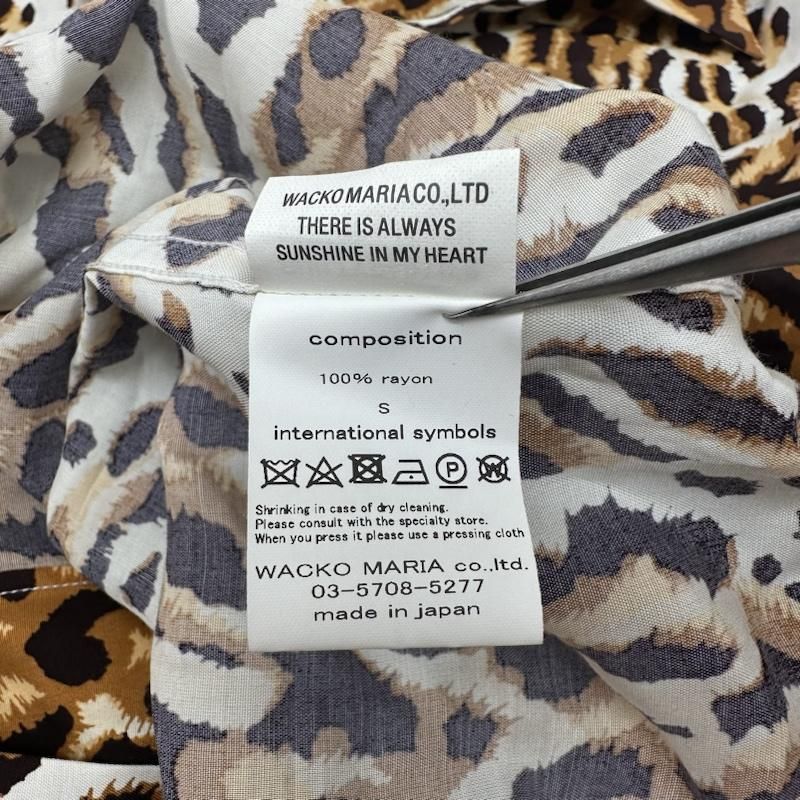 WACKO MARIA CO.,LTD
THERE IS ALWAYS
SUNSHINE IN MY HEART
composition
100% rayon
S
international symbols
P W
Shrinking in case of dry cleaning.
Please consult with the specialty store.
When you press it please use a pressing cloth
WACKO MARIA co.,ltd.
03-5708-5277
made in japan